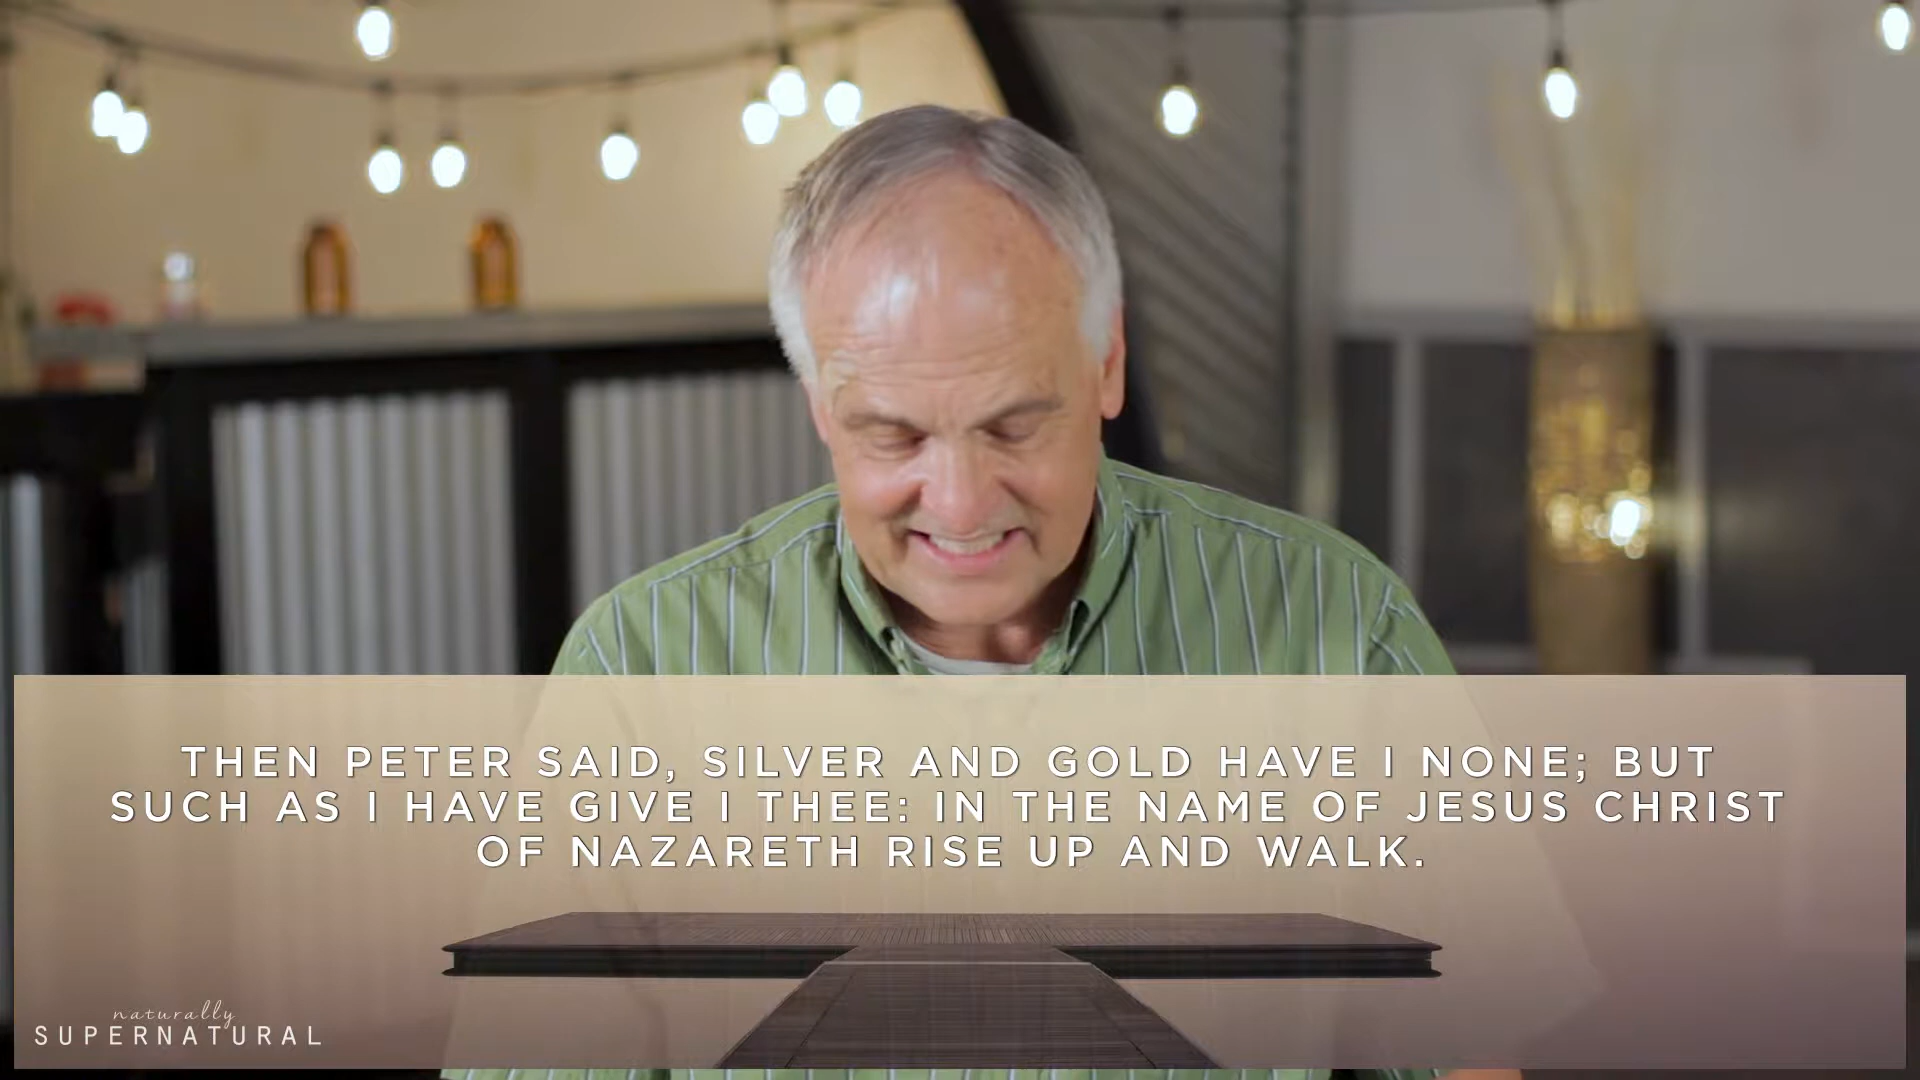 THEN PETER SAID, SILVER AND GOLD HAVE I NONE; BUT
SUCH AS I HAVE GIVE I THEE: IN THE NAME OF JESUS CHRIST
OF NAZARETH RISE UP AND WALK.
naturally
SUPERNATURAL